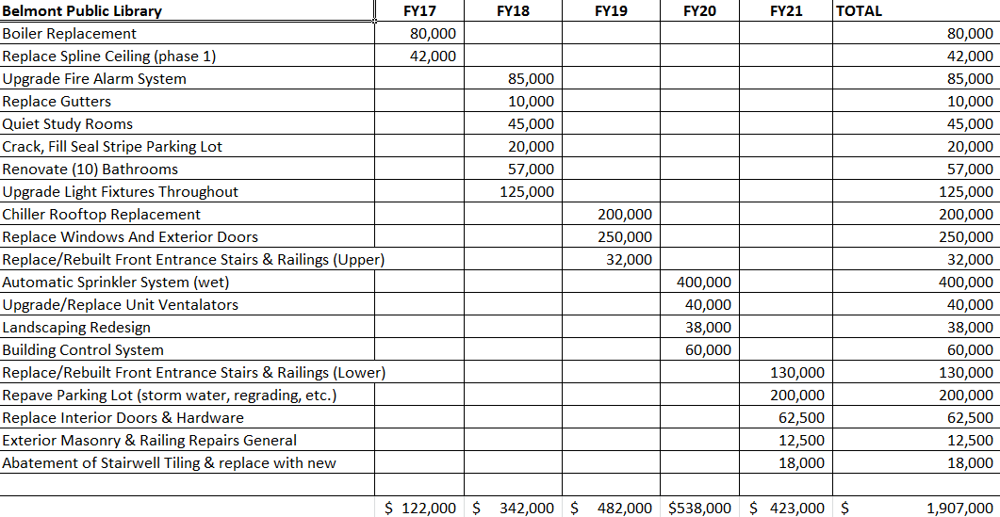 Belmont Public Library FY17 FY18 FY19 FY20 FY21 TOTAL
Boiler Replacement 80,000 80,000
Replace Spline Ceiling (phase 1) 42,000 42,000
Upgrade Fire Alarm System 85,000 85,000
Replace Gutters 10,000 10,000
Quiet Study Rooms 45,000 45,000
Crack, Fill Seal Stripe Parking Lot 20,000 20,000
Renovate (10) Bathrooms 57,000 57,000
Upgrade Light Fixtures Throughout 125,000 125,000
Chiller Rooftop Replacement 200,000 200,000
Replace Windows And Exterior Doors 250,000 250,000
Replace/Rebuilt Front Entrance Stairs & Railings (Upper) 32,000 32,000
Automatic Sprinkler System (wet) 400,000 400,000
Upgrade/Replace Unit Ventalators 40,000 40,000
Landscaping Redesign 38,000 38,000
Building Control System 60,000 60,000
Replace/Rebuilt Front Entrance Stairs & Railings (Lower) 130,000 130,000
Repave Parking Lot (storm water, regrading, etc.) 200,000 200,000
Replace Interior Doors & Hardware 62,500 62,500
Exterior Masonry & Railing Repairs General 12,500 12,500
Abatement of Stairwell Tiling & replace with new 18,000 18,000
$ 122,000 $ 342,000 $ 482,000 $538,000 $ 423,000 $ 1,907,000